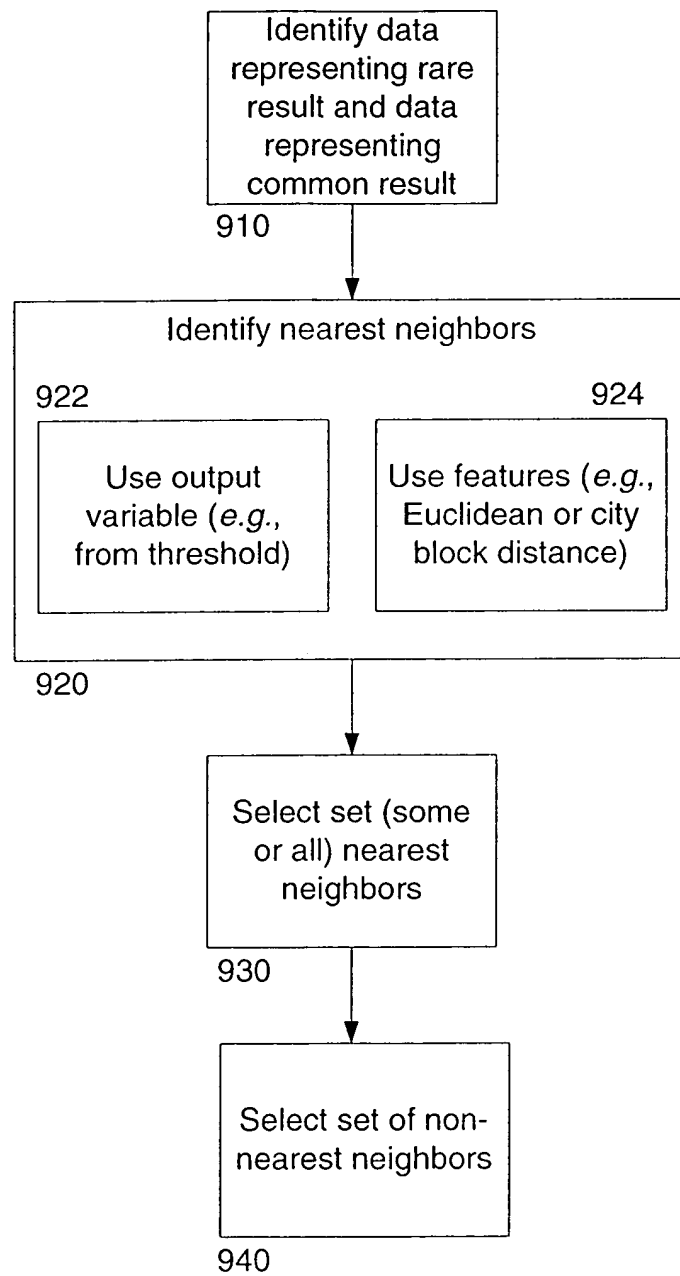 Identify data
representing rare
result and data
representing
common result
910
Identify nearest neighbors
922
924
Use output
variable (e.g.,
from threshold)
Use features (e.g.,
Euclidean or city
block distance)
920
Select set (some
or all) nearest
neighbors
930
Select set of non-
nearest neighbors
940